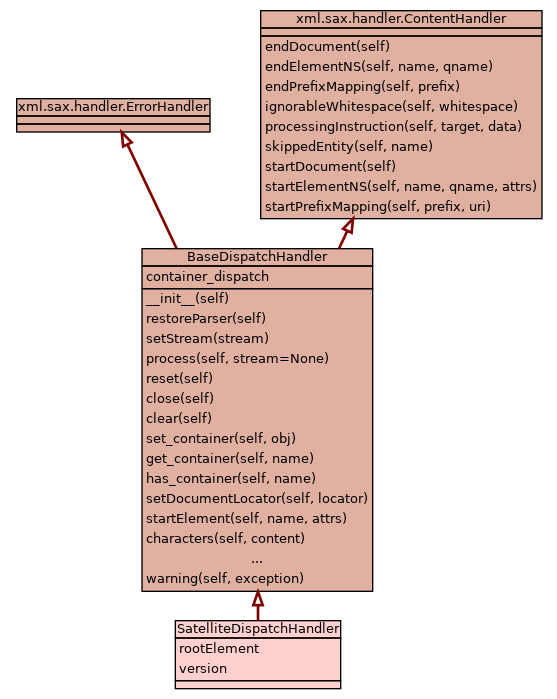 xml.sax.handler.ContentHandler
endDocument(self)
endElementNS(self, name, qname)
endPrefixMapping(self, prefix)
ignorableWhitespace(self, whitespace)
processingInstruction(self, target, data)
skippedEntity(self, name)
startDocument(self)
startElementNS(self, name, qname, attrs)
startPrefixMapping(self, prefix, uri)
xml.sax.handler.ErrorHandler
BaseDispatchHandler
container_dispatch
__init__(self)
restoreParser(self)
setStream(stream)
process(self, stream=None)
reset(self)
close(self)
clear(self)
set_container(self, obj)
get_container(self, name)
has_container(self, name)
setDocumentLocator(self, locator)
startElement(self, name, attrs)
characters(self, content)
...
warning(self, exception)
SatelliteDispatchHandler
rootElement
version